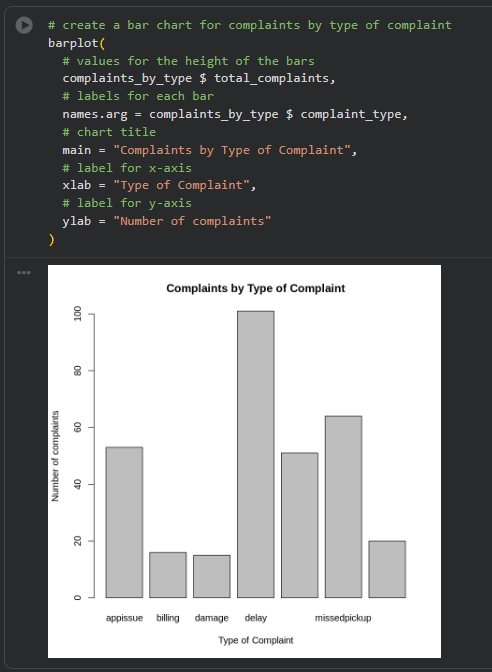 # create a bar chart for complaints by type of complaint
barplot(
# values for the height of the bars
complaints_by_type $ total_complaints,
# labels for each bar
names.arg = complaints_by_type $ complaint_type,
# chart title
main = "Complaints by Type of Complaint",
# label for x-axis
xlab = "Type of Complaint",
# label for y-axis
ylab = "Number of complaints"
)
Complaints by Type of Complaint
Number of complaints
100
80
60
40
20
0
appissue billing damage delay missedpickup
Type of Complaint